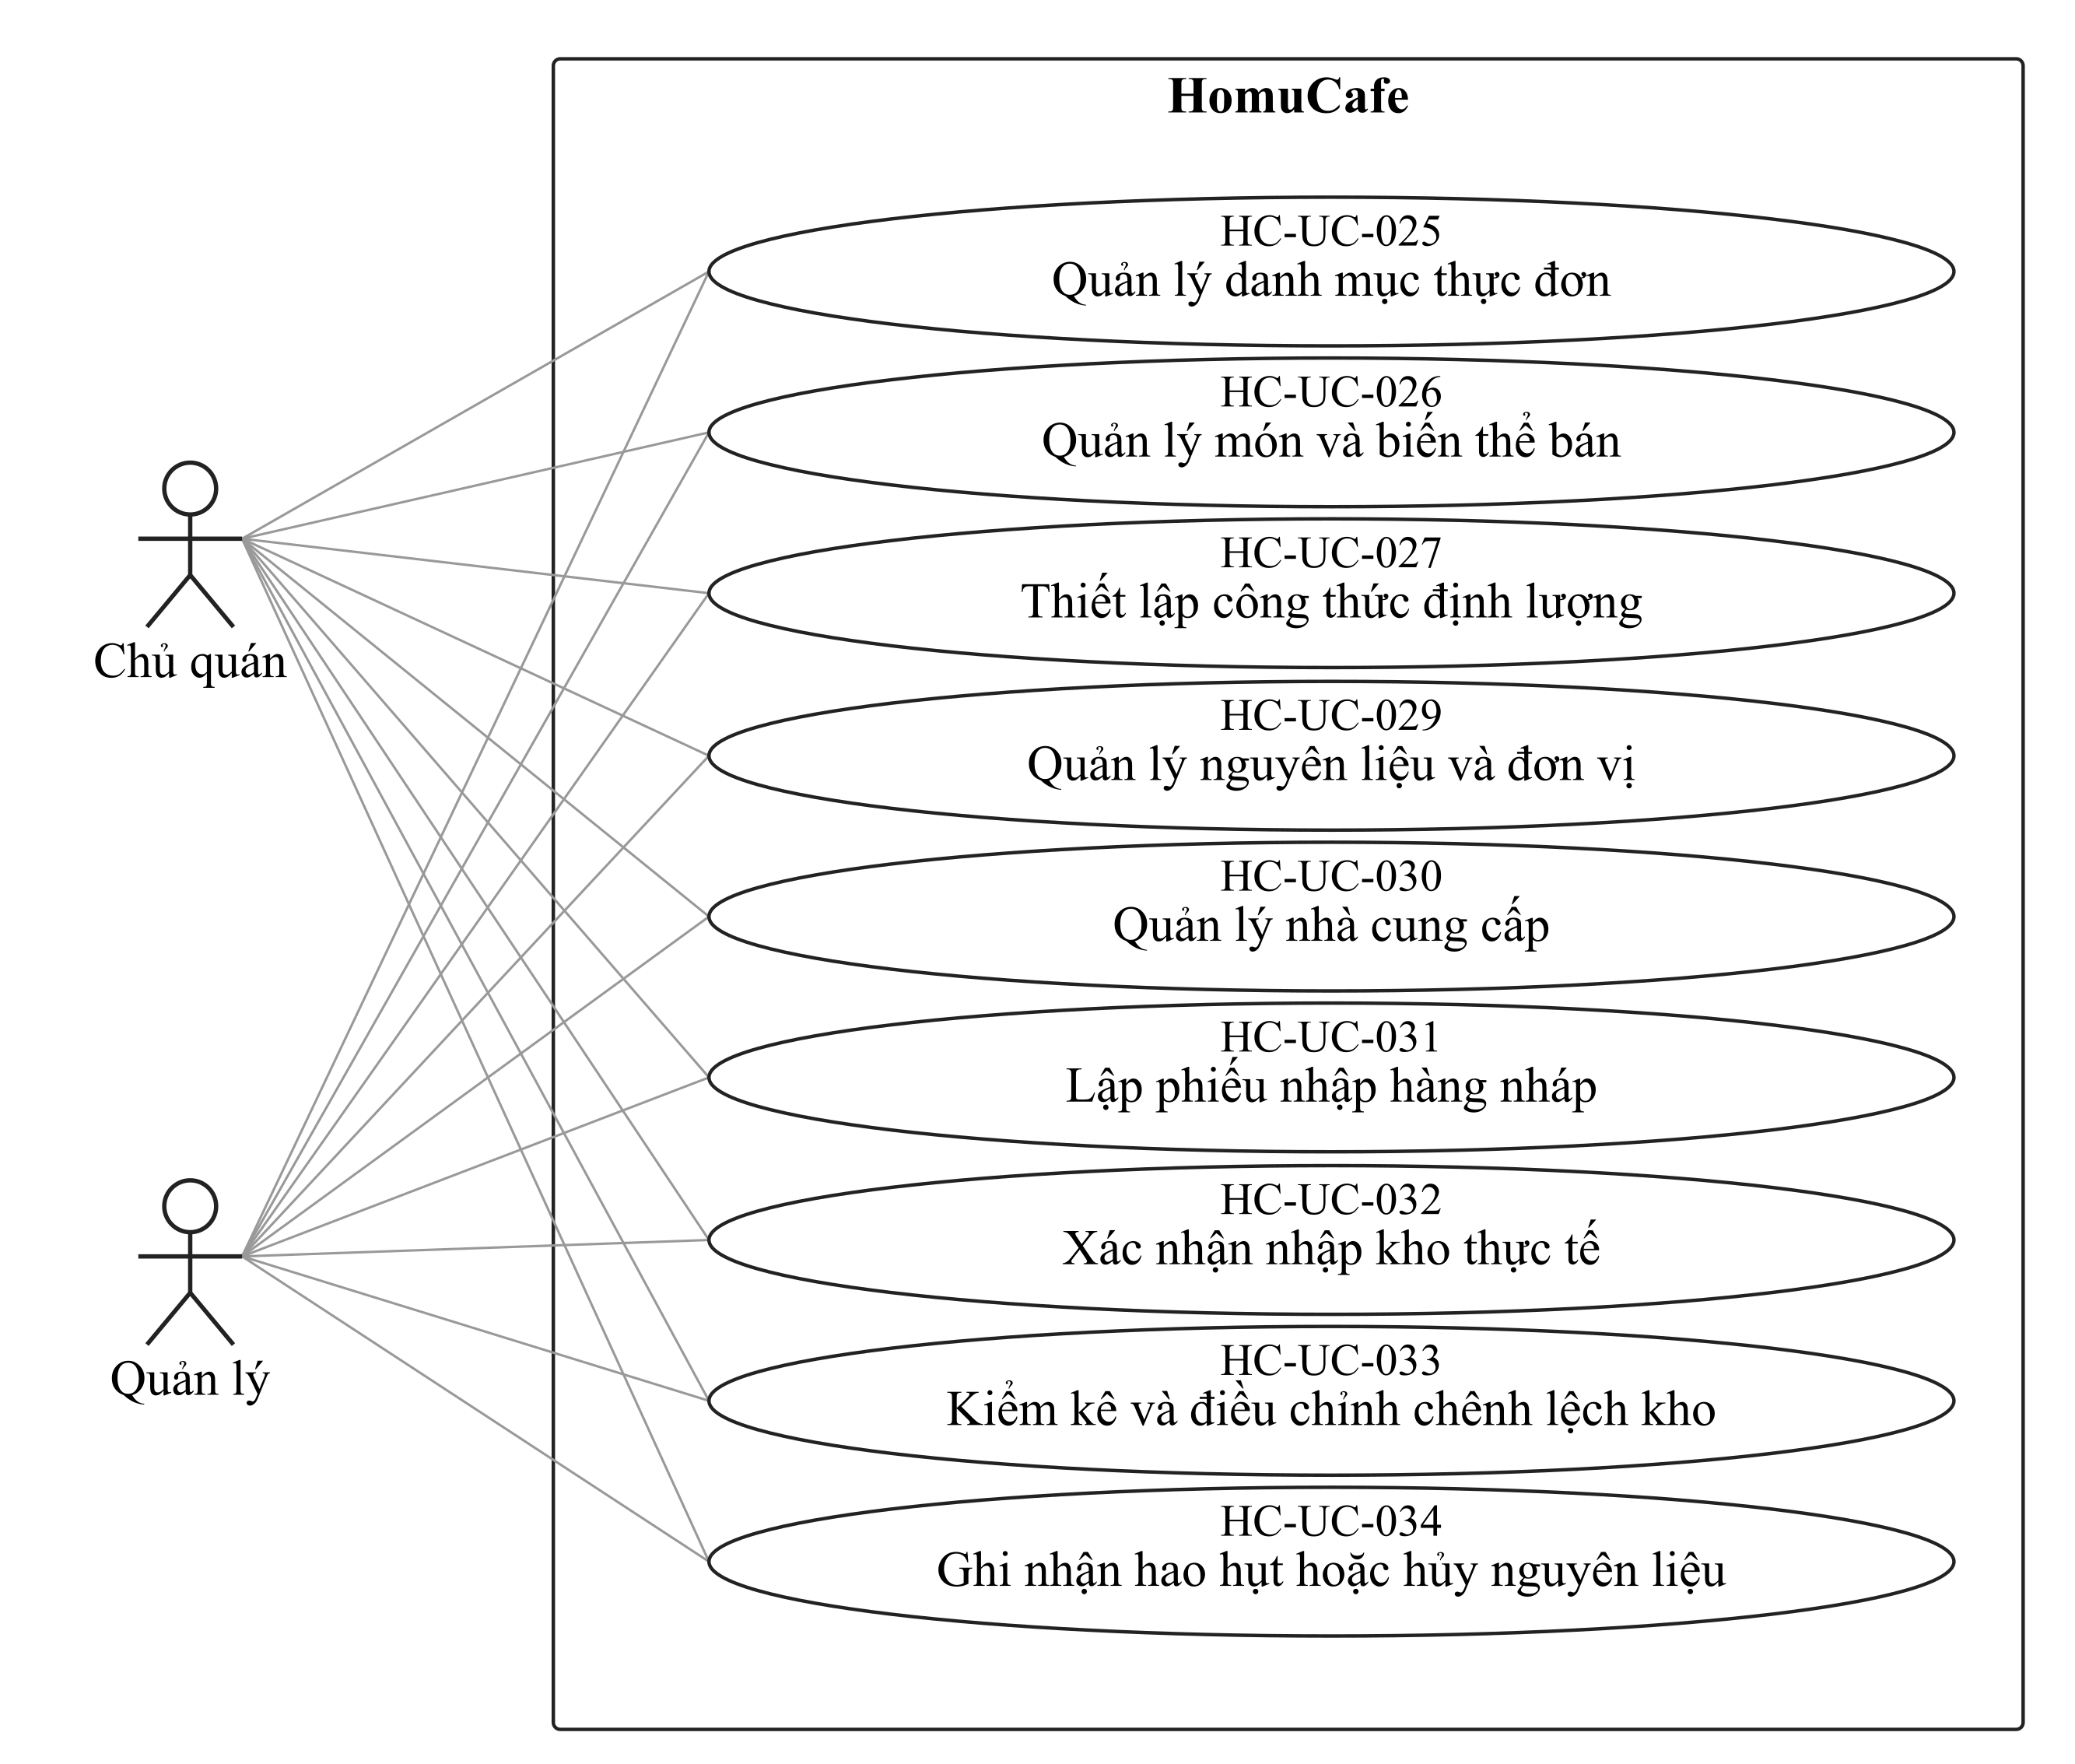 HomuCafe
HC-UC-025
Quản lý danh mục thực đơn
HC-UC-026
Quản lý món và biến thể bán
HC-UC-027
Thiết lập công thức định lượng
Chủ quán
HC-UC-029
Quản lý nguyên liệu và đơn vị
HC-UC-030
Quản lý nhà cung cấp
HC-UC-031
Lập phiếu nhập hàng nháp
HC-UC-032
Xác nhận nhập kho thực tế
Quản lý
HC-UC-033
Kiểm kê và điều chỉnh chênh lệch kho
HC-UC-034
Ghi nhận hao hụt hoặc hủy nguyên liệu